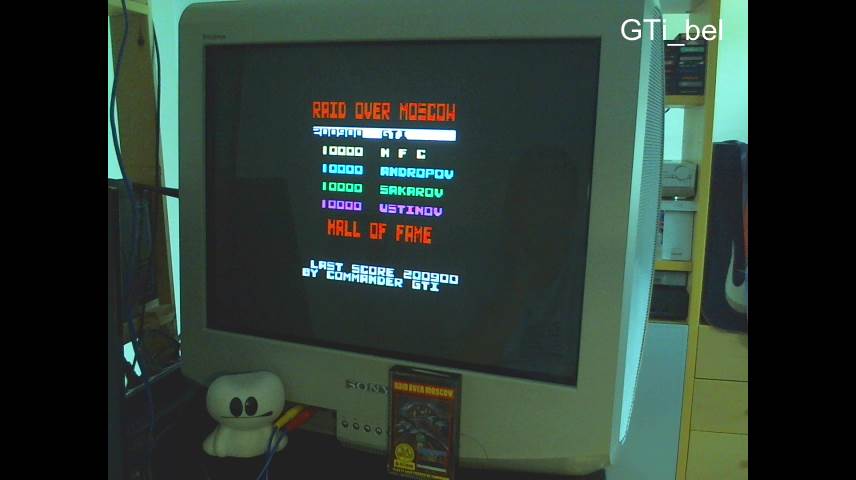 GTi_bel
RAID OVER MOSCOW
200900 GTI
10000 M F C
10000 ANDROPOV
10000 SAKAROV
10000 USTINOV
HALL OF FAME
LAST SCORE 200900
BY COMMANDER GTI
SONY
RAID OVER MOSCOW